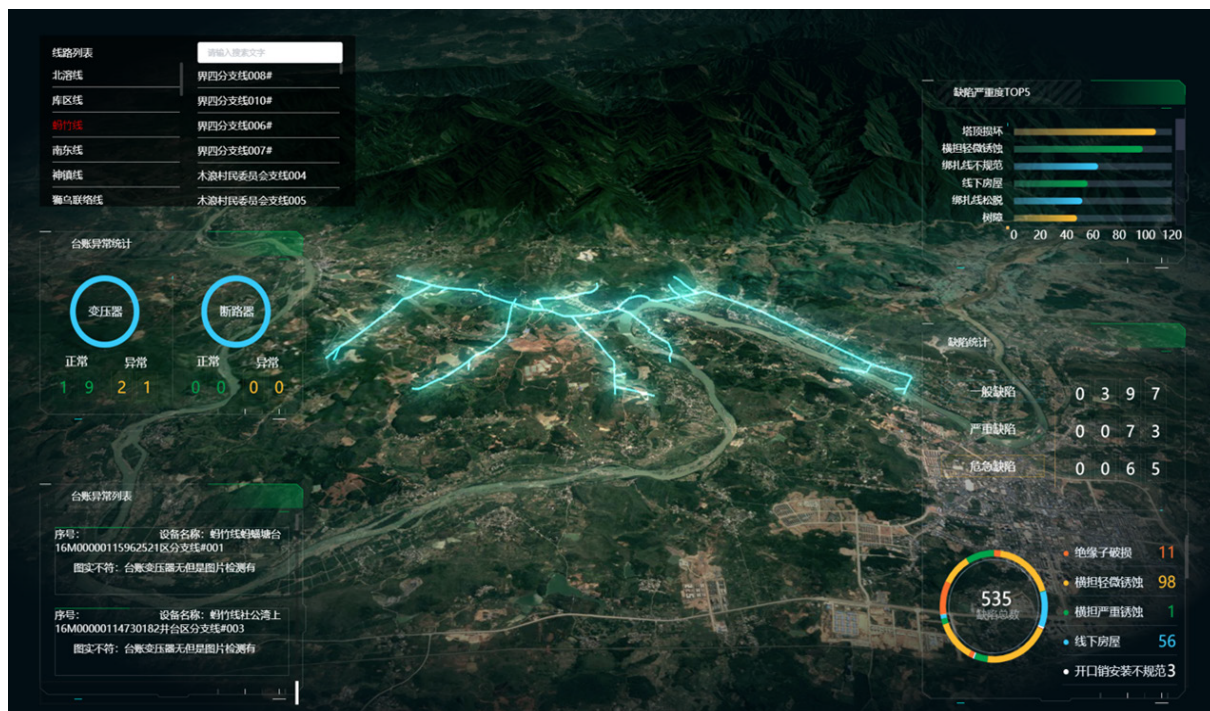 线路列表
请输入搜索文字
北溶线
库区线
蚂竹线
南东线
神镇线
狮乌联络线
界四分支线008#
界四分支线010#
界四分支线006#
界四分支线007#
木浪村民委员会支线004
木浪村民委员会支线005
台账异常统计
变压器
正常 异常
1 9 2 1
断路器
正常 异常
0 0 0 0
台账异常列表
序号: 设备名称: 蚂竹线蚂蟥塘台
16M00000115962521区分支线#001
图实不符: 台账变压器无但是图片检测有
序号: 设备名称: 蚂竹线社公湾上
16M00000114730182井台区分支线#003
图实不符: 台账变压器无但是图片检测有
缺陷严重度TOP5
塔顶损坏
横担轻微锈蚀
绑扎线不规范
线下房屋
绑扎线松脱
树障
0 20 40 60 80 100 120
缺陷统计
一般缺陷 0 3 9 7
严重缺陷 0 0 7 3
危急缺陷 0 0 6 5
535
缺陷总数
绝缘子破损 11
横担轻微锈蚀 98
横担严重锈蚀 1
线下房屋 56
开口销安装不规范3